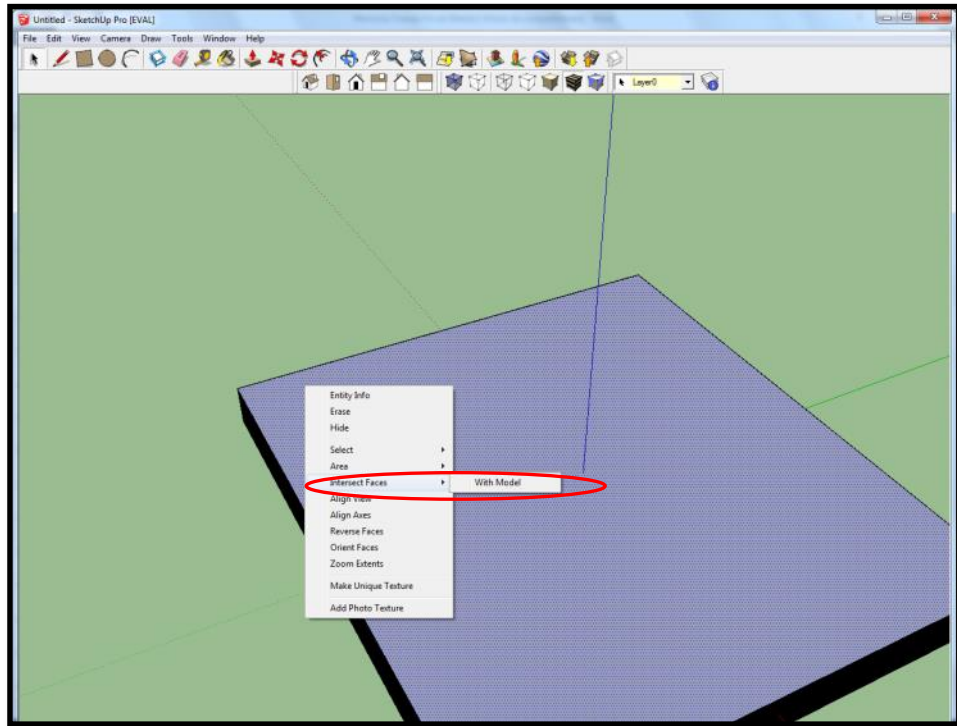 Untitled - SketchUp Pro [EVAL]
File Edit View Camera Draw Tools Window Help
Layer0
Entity Info
Erase
Hide
Select
Area
Intersect Faces
With Model
Align View
Align Axes
Reverse Faces
Orient Faces
Zoom Extents
Make Unique Texture
Add Photo Texture